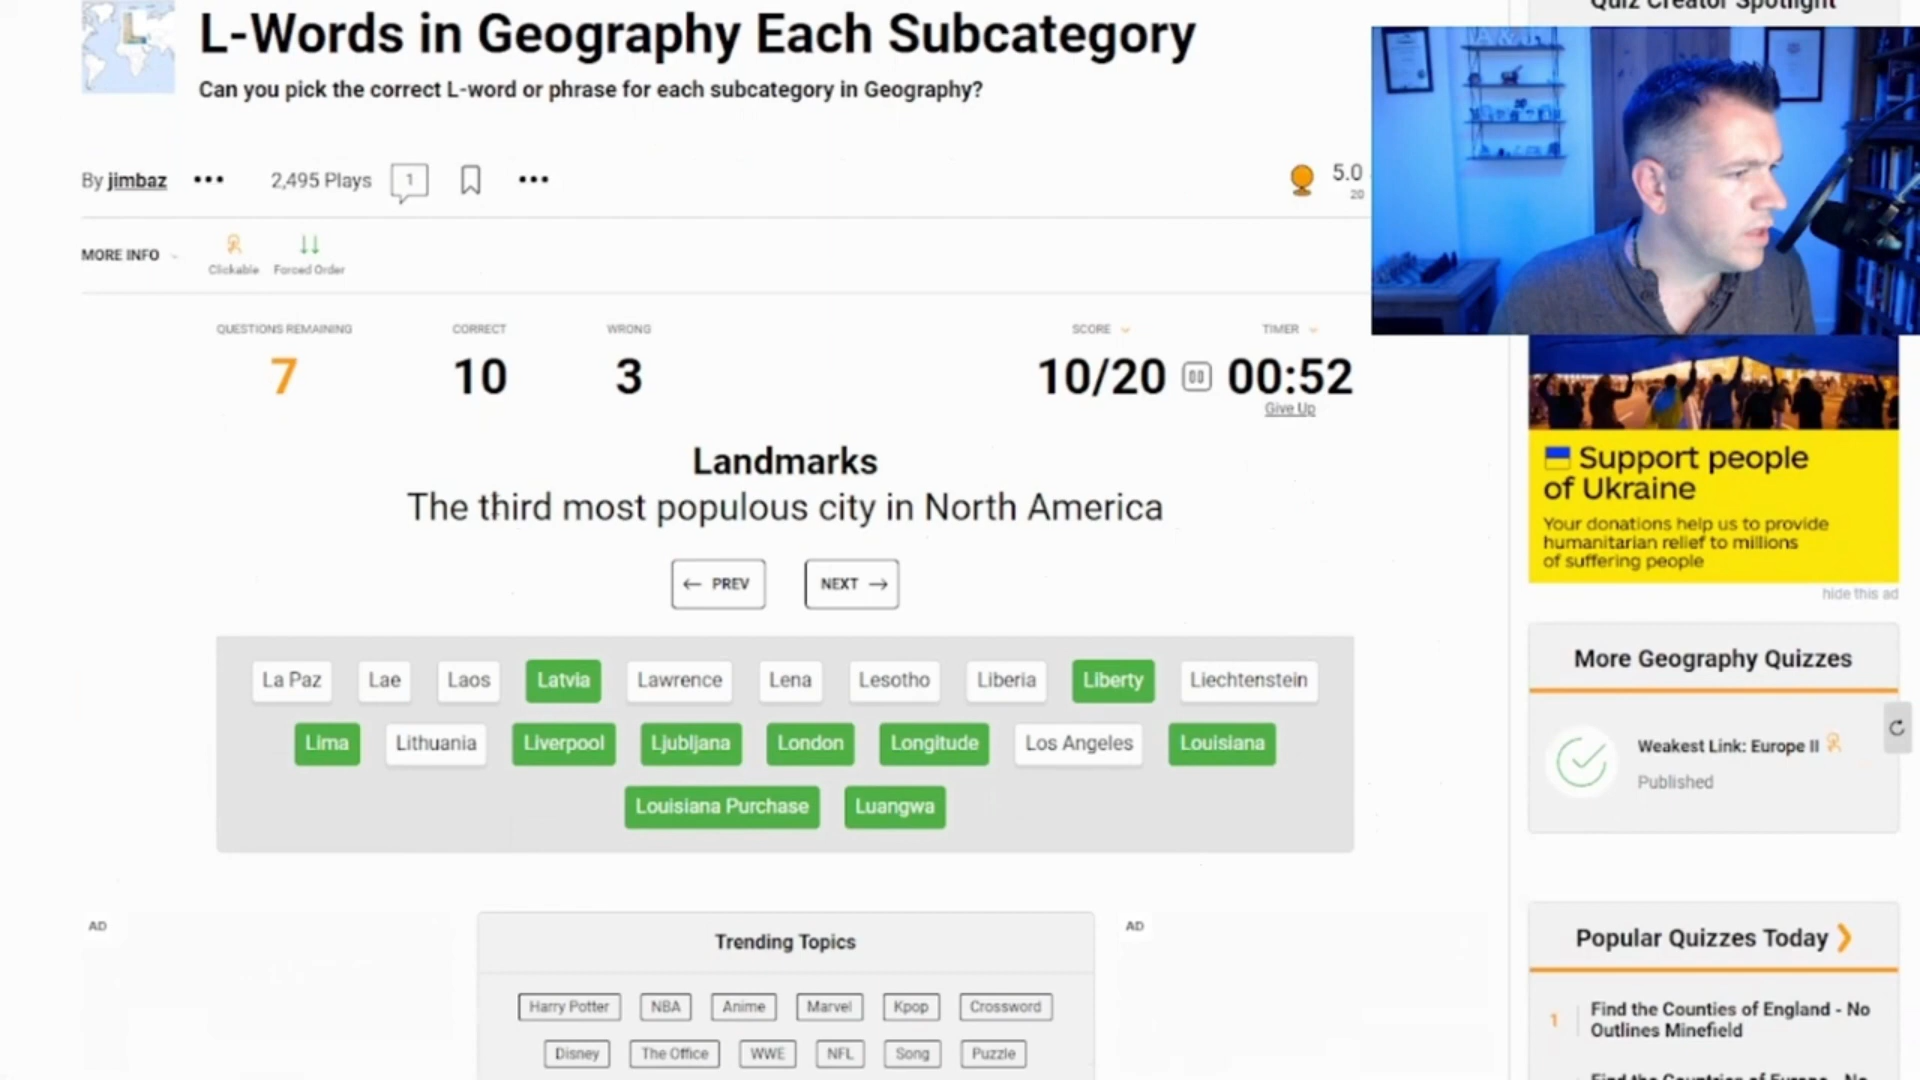 Quiz Creator Spotlight
L-Words in Geography Each Subcategory
Can you pick the correct L-word or phrase for each subcategory in Geography?
By jimbaz
2,495 Plays
1
5.0
20
MORE INFO
Clickable
Forced Order
QUESTIONS REMAINING
CORRECT
WRONG
SCORE
TIMER
7
10
3
10/20
00:52
Give Up
Landmarks
The third most populous city in North America
← PREV
NEXT →
La Paz
Lae
Laos
Latvia
Lawrence
Lena
Lesotho
Liberia
Liberty
Liechtenstein
Lima
Lithuania
Liverpool
Ljubljana
London
Longitude
Los Angeles
Louisiana
Louisiana Purchase
Luangwa
AD
Trending Topics
Harry Potter
NBA
Anime
Marvel
Kpop
Crossword
Disney
The Office
WWE
NFL
Song
Puzzle
AD
Support people
of Ukraine
Your donations help us to provide
humanitarian relief to millions
of suffering people
hide this ad
More Geography Quizzes
Weakest Link: Europe II
Published
Popular Quizzes Today
1
Find the Counties of England - No
Outlines Minefield